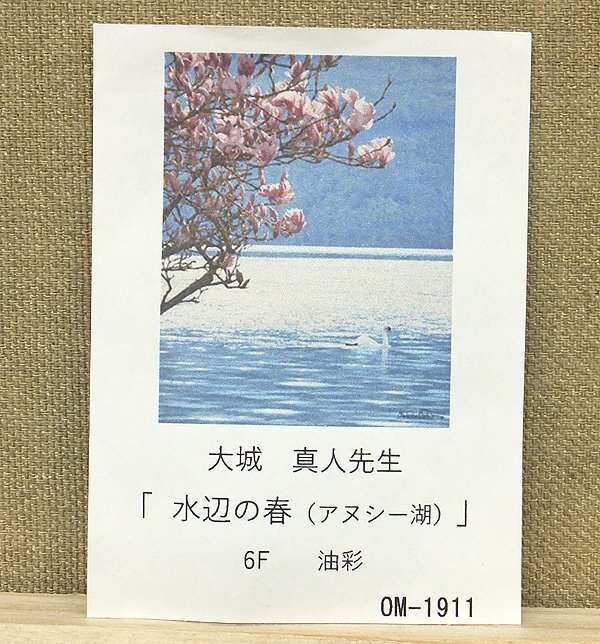 大城　真人先生
「 水辺の春（アヌシー湖）」
6F　　油彩
OM-1911